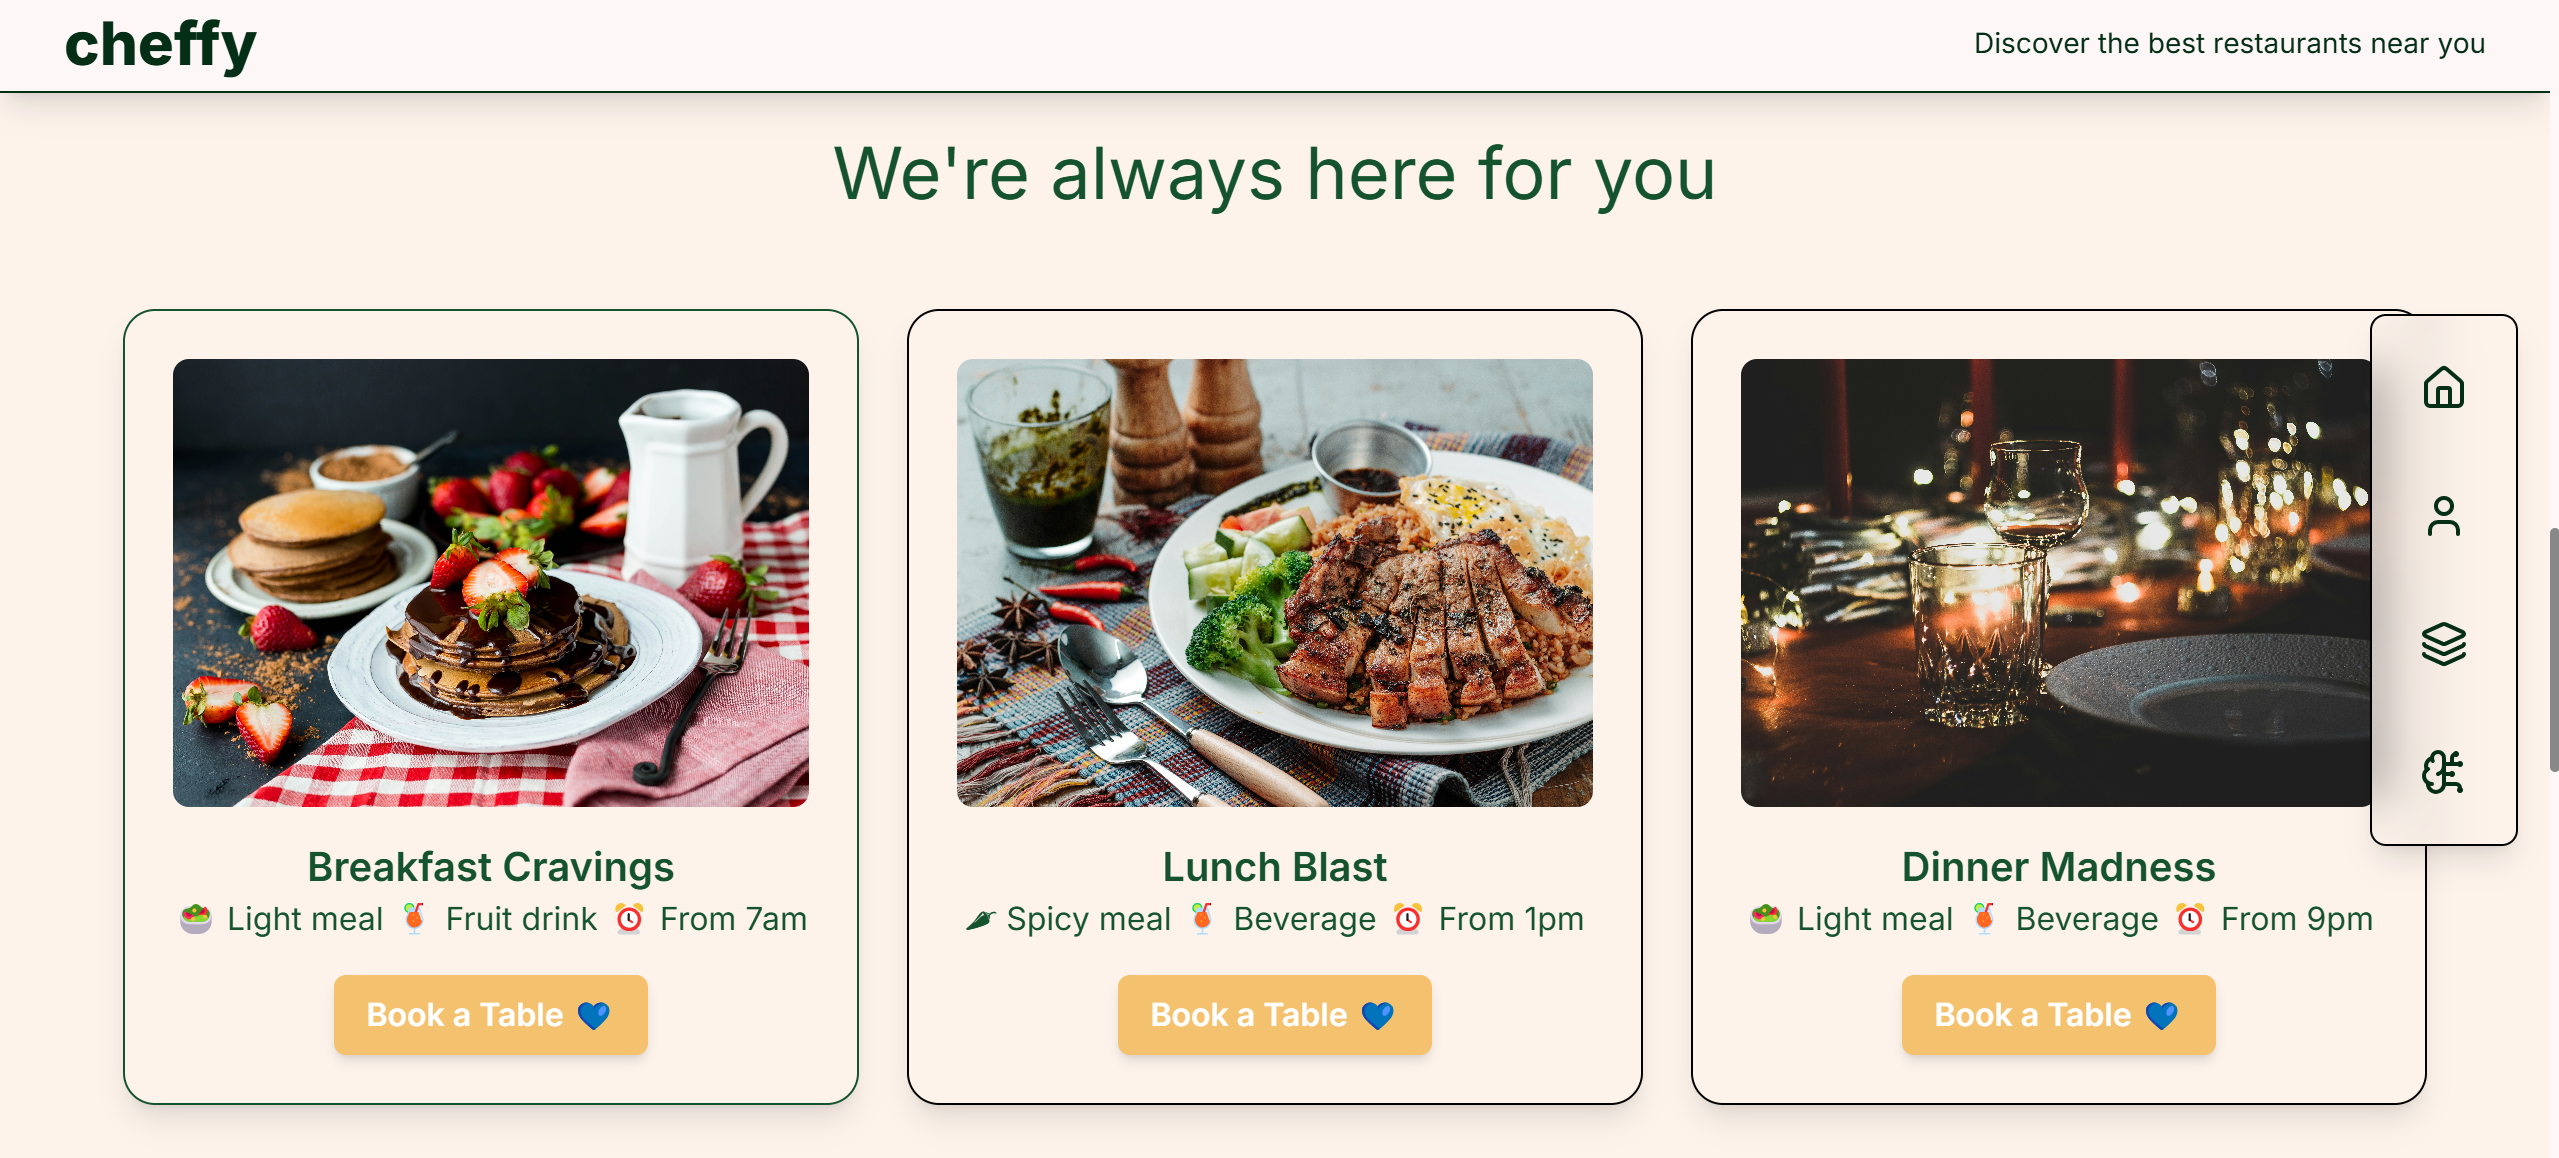 cheffy
Discover the best restaurants near you
We're always here for you
Breakfast Cravings
🥗 Light meal 🍹 Fruit drink ⏰ From 7am
Book a Table 💙
Lunch Blast
🌶 Spicy meal 🍹 Beverage ⏰ From 1pm
Book a Table 💙
Dinner Madness
🥗 Light meal 🍹 Beverage ⏰ From 9pm
Book a Table 💙